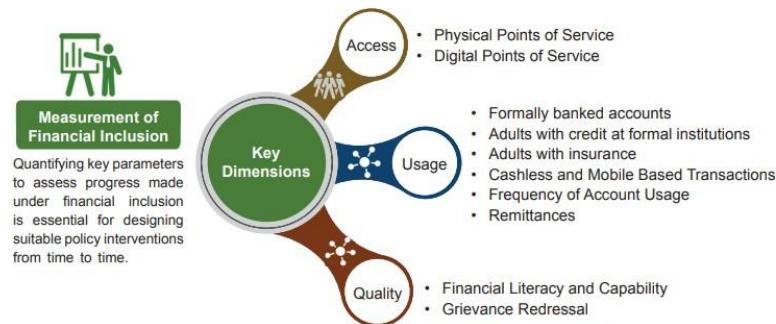 Measurement of
Financial Inclusion
Quantifying key parameters
to assess progress made
under financial inclusion
is essential for designing
suitable policy interventions
from time to time.
Key
Dimensions
Access
• Physical Points of Service
• Digital Points of Service
Usage
• Formally banked accounts
• Adults with credit at formal institutions
• Adults with insurance
• Cashless and Mobile Based Transactions
• Frequency of Account Usage
• Remittances
Quality
• Financial Literacy and Capability
• Grievance Redressal